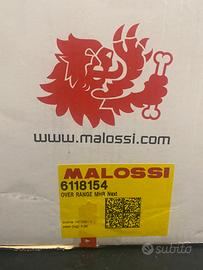 www.malossi.com
MALOSSI
6118154
OVER RANGE MHR Next
subito